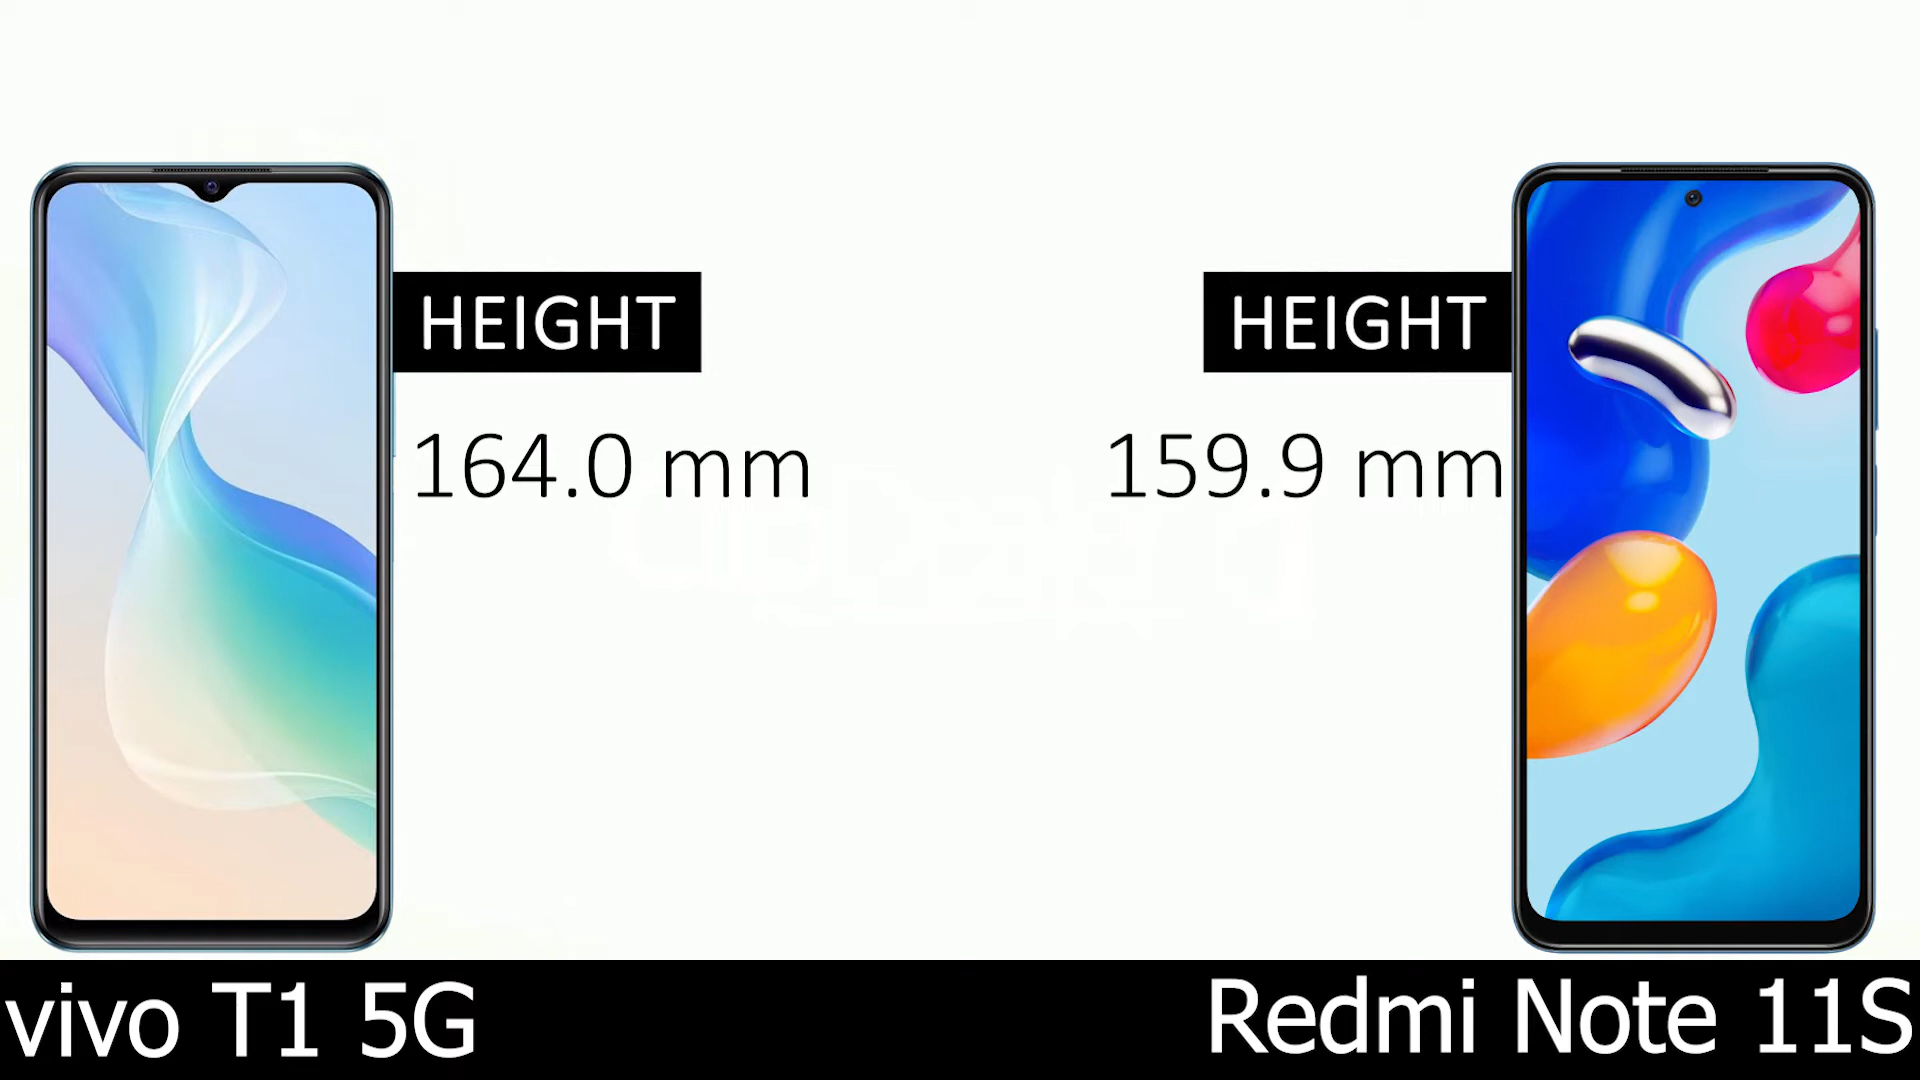 HEIGHT
164.0 mm
HEIGHT
159.9 mm
vivo T1 5G
Redmi Note 11S